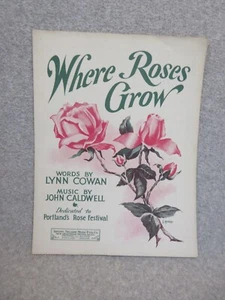 Where Roses
Grow
WORDS BY
LYNN COWAN
MUSIC BY
JOHN CALDWELL
Dedicated to
Portland's Rose Festival